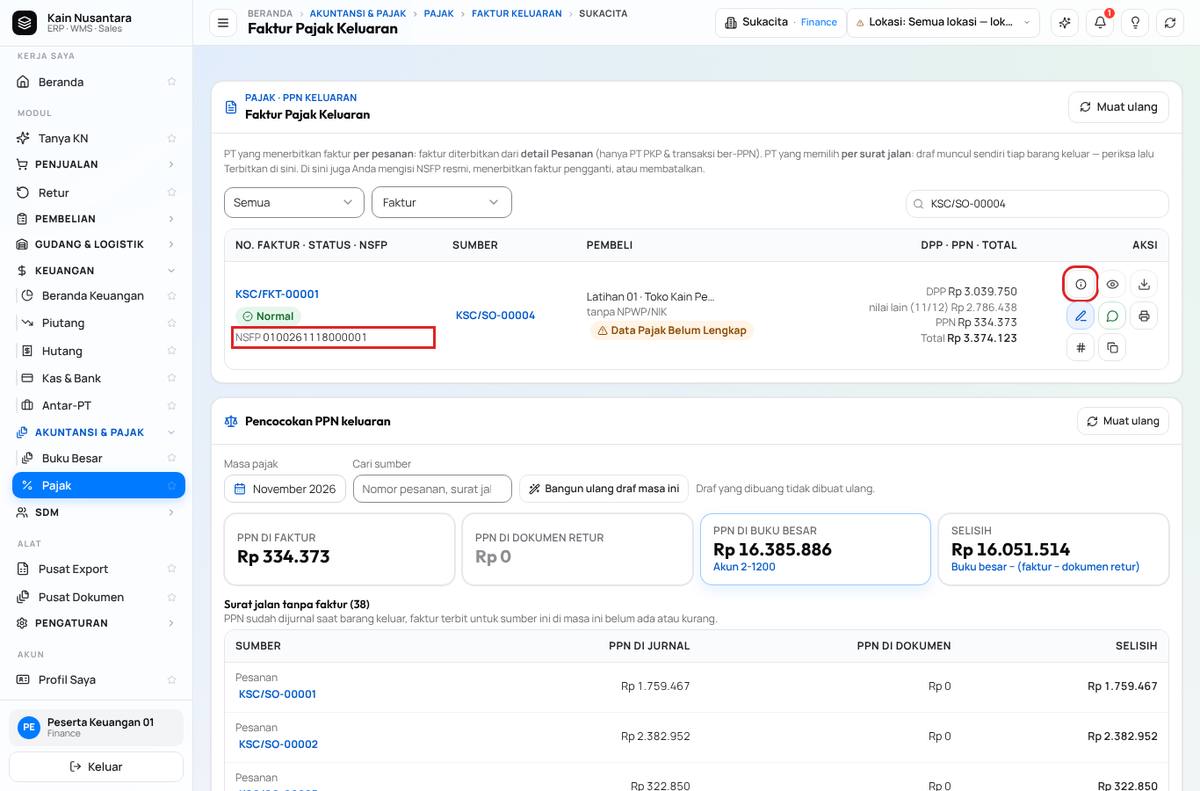 Kain Nusantara
ERP · WMS · Sales
KERJA SAYA
Beranda
MODUL
Tanya KN
PENJUALAN
Retur
PEMBELIAN
GUDANG & LOGISTIK
KEUANGAN
Beranda Keuangan
Piutang
Hutang
Kas & Bank
Antar-PT
AKUNTANSI & PAJAK
Buku Besar
Pajak
SDM
ALAT
Pusat Export
Pusat Dokumen
PENGATURAN
AKUN
Profil Saya
PE
Peserta Keuangan 01
Finance
Keluar
BERANDA > AKUNTANSI & PAJAK > PAJAK > FAKTUR KELUARAN > SUKACITA
Faktur Pajak Keluaran
Sukacita · Finance
Lokasi: Semua lokasi — lok...
1
PAJAK · PPN KELUARAN
Faktur Pajak Keluaran
Muat ulang
PT yang menerbitkan faktur per pesanan: faktur diterbitkan dari detail Pesanan (hanya PT PKP & transaksi ber-PPN). PT yang memilih per surat jalan: draf muncul sendiri tiap barang keluar — periksa lalu
Terbitkan di sini. Di sini juga Anda mengisi NSFP resmi, menerbitkan faktur pengganti, atau membatalkan.
Semua
Faktur
KSC/SO-00004
NO. FAKTUR · STATUS · NSFP SUMBER PEMBELI DPP · PPN · TOTAL AKSI
KSC/FKT-00001
Normal
NSFP 0100261118000001
KSC/SO-00004
Latihan 01 · Toko Kain Pe...
tanpa NPWP/NIK
Data Pajak Belum Lengkap
DPP Rp 3.039.750
nilai lain (11/12) Rp 2.786.438
PPN Rp 334.373
Total Rp 3.374.123
Pencocokan PPN keluaran
Muat ulang
Masa pajak
November 2026
Cari sumber
Nomor pesanan, surat jal
Bangun ulang draf masa ini
Draf yang dibuang tidak dibuat ulang.
PPN DI FAKTUR
Rp 334.373
PPN DI DOKUMEN RETUR
Rp 0
PPN DI BUKU BESAR
Rp 16.385.886
Akun 2-1200
SELISIH
Rp 16.051.514
Buku besar − (faktur − dokumen retur)
Surat jalan tanpa faktur (38)
PPN sudah dijurnal saat barang keluar, faktur terbit untuk sumber ini di masa ini belum ada atau kurang.
SUMBER PPN DI JURNAL PPN DI DOKUMEN SELISIH
Pesanan
KSC/SO-00001 Rp 1.759.467 Rp 0 Rp 1.759.467
Pesanan
KSC/SO-00002 Rp 2.382.952 Rp 0 Rp 2.382.952
Pesanan
Rp 322.850 Rp 0 Rp 322.850